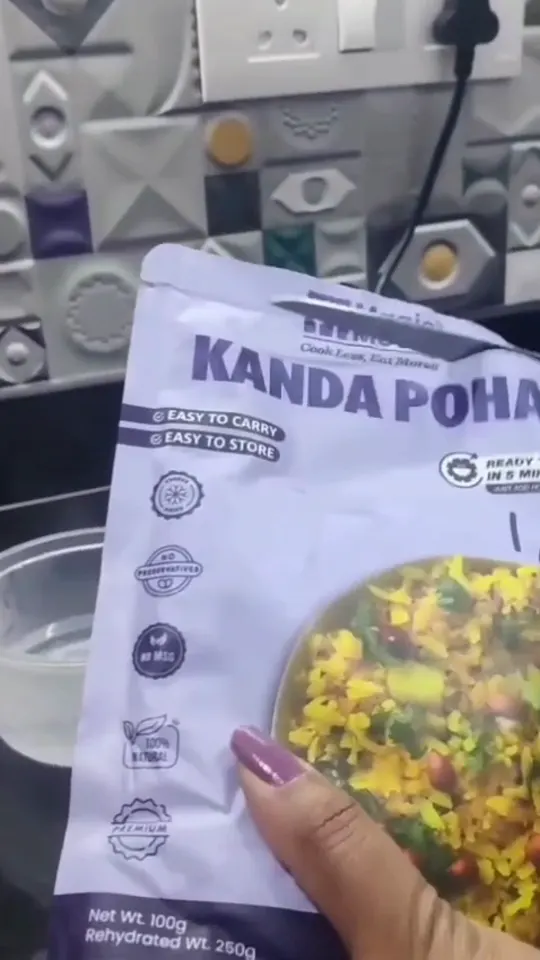 Cook Less, Eat More
KANDA POHA
EASY TO CARRY
EASY TO STORE
READY
IN 5 MIN
NO
PRESERVATIVES
NO MSG
100%
NATURAL
PREMIUM
Net Wt. 100g
Rehydrated Wt. 250g